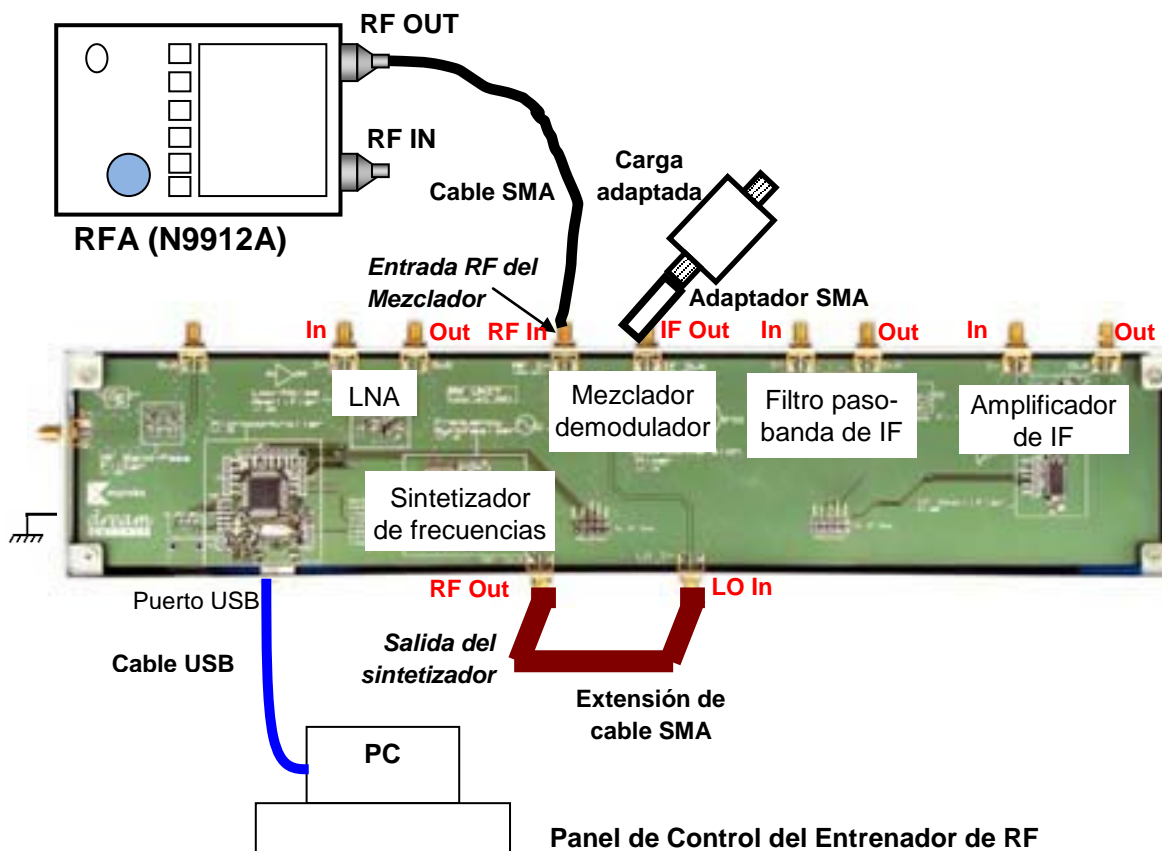 RF OUT
RF IN
RFA (N9912A)
Cable SMA
Carga
adaptada
Entrada RF del
Mezclador
Adaptador SMA
In
Out
RF In
IF Out
In
Out
In
Out
LNA
Mezclador
demodulador
Filtro paso-
banda de IF
Amplificador
de IF
Sintetizador
de frecuencias
RF Out
LO In
Puerto USB
Cable USB
Salida del
sintetizador
Extensión de
cable SMA
PC
Panel de Control del Entrenador de RF